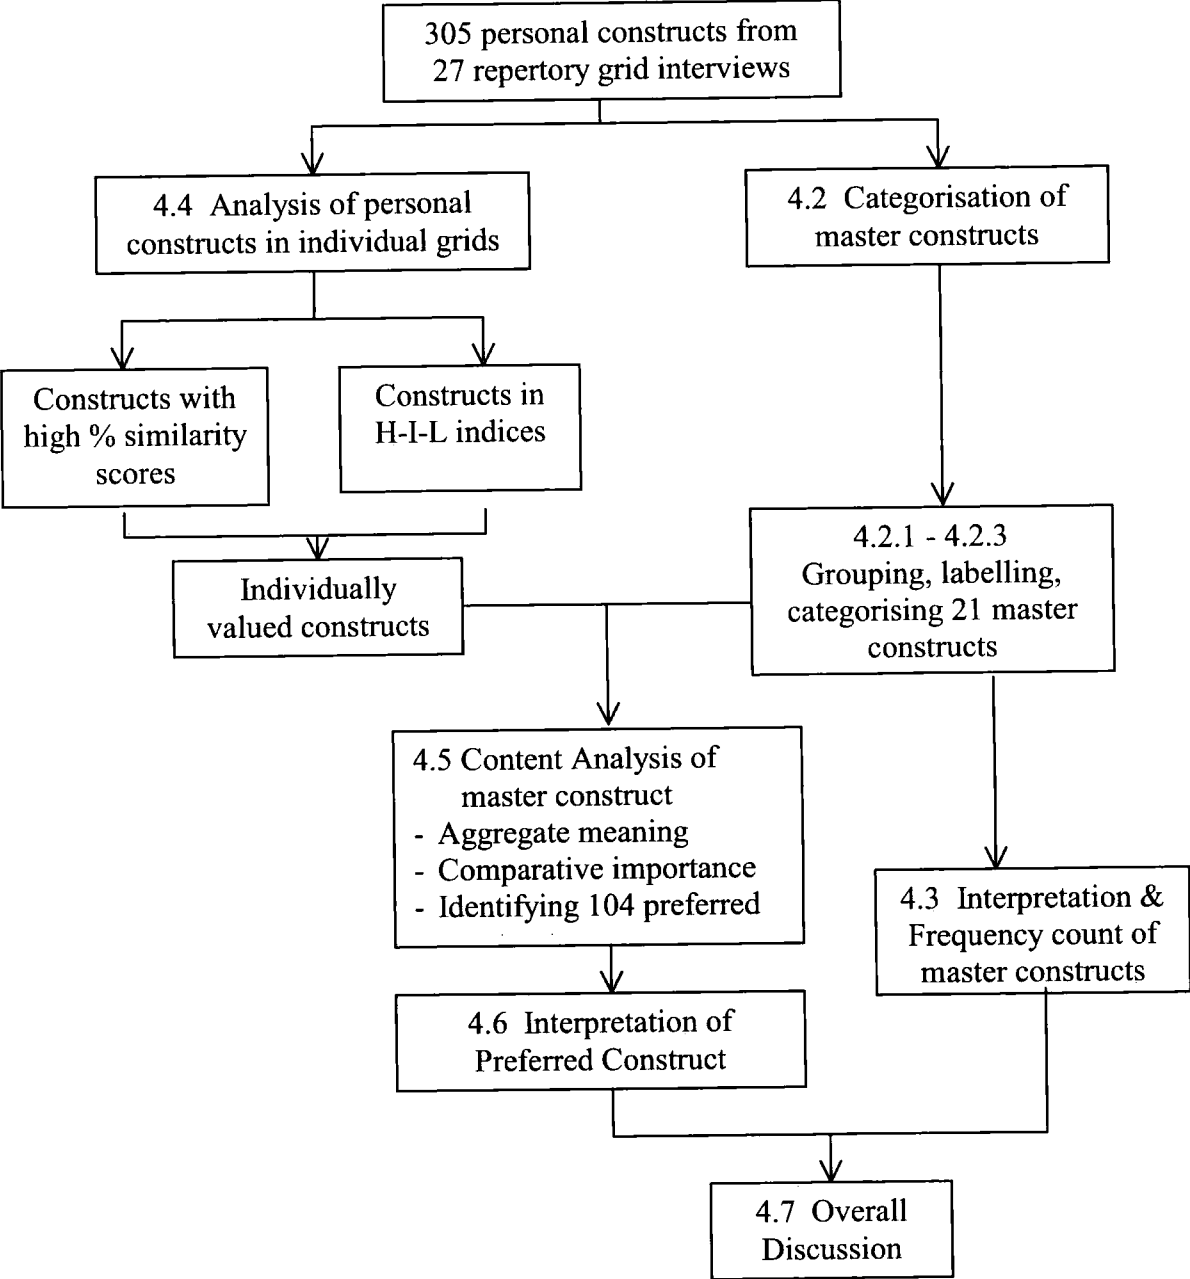 305 personal constructs from
27 repertory grid interviews
4.4 Analysis of personal
constructs in individual grids
4.2 Categorisation of
master constructs
Constructs with
high % similarity
scores
Constructs in
H-I-L indices
Individually
valued constructs
4.2.1 - 4.2.3
Grouping, labelling,
categorising 21 master
constructs
4.5 Content Analysis of
master construct
- Aggregate meaning
- Comparative importance
- Identifying 104 preferred
4.3 Interpretation &
Frequency count of
master constructs
4.6 Interpretation of
Preferred Construct
4.7 Overall
Discussion